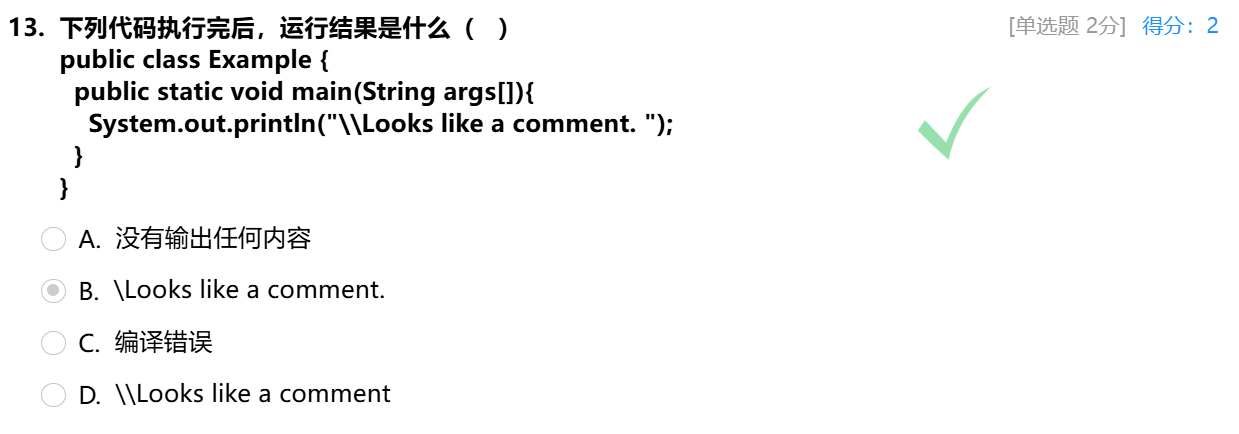 13. 下列代码执行完后，运行结果是什么（ ） [单选题 2分] 得分：2
public class Example {
public static void main(String args[]){
System.out.println("\\Looks like a comment. ");
}
}
A. 没有输出任何内容
B. \Looks like a comment.
C. 编译错误
D. \\Looks like a comment